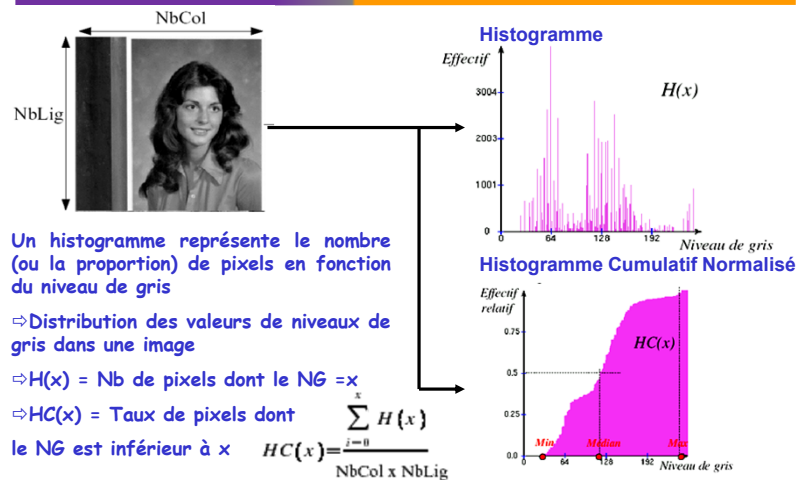 NbCol
NbLig
Histogramme
Effectif
H(x)
3004
2003
1001
0
0 64 128 192
Niveau de gris
Un histogramme représente le nombre
(ou la proportion) de pixels en fonction
du niveau de gris
⇨Distribution des valeurs de niveaux de
gris dans une image
⇨H(x) = Nb de pixels dont le NG =x
⇨HC(x) = Taux de pixels dont
le NG est inférieur à x
HC(x)=
x
∑ H(x)
i=0
NbCol x NbLig
Histogramme Cumulatif Normalisé
Effectif
relatif
0.75
HC(x)
0.5
0.25
Min Médian Max
0.0
0 64 128 192
Niveau de gris